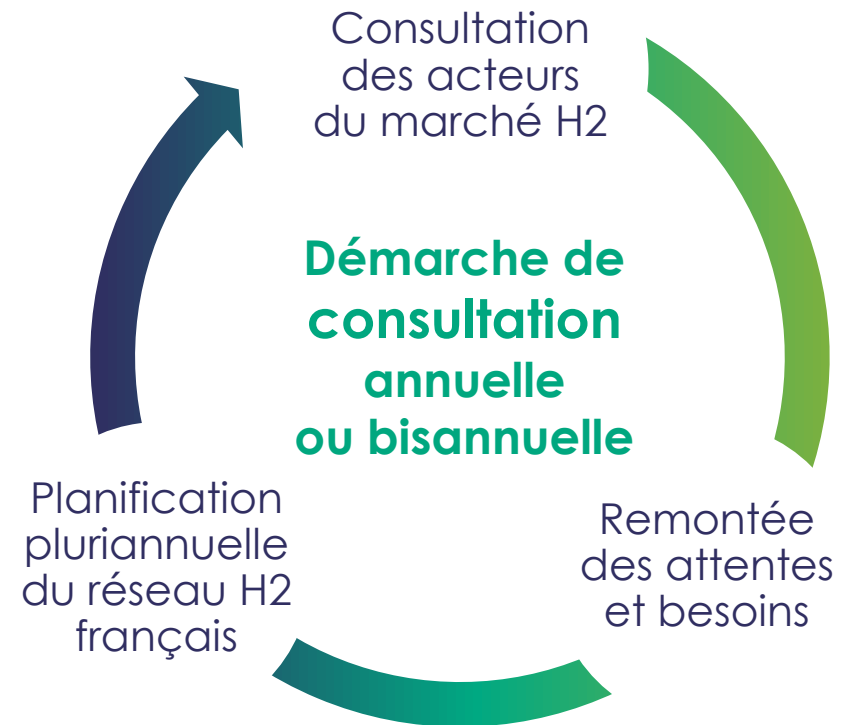 Consultation
des acteurs
du marché H2
Démarche de
consultation
annuelle
ou bisannuelle
Remontée
des attentes
et besoins
Planification
pluriannuelle
du réseau H2
français